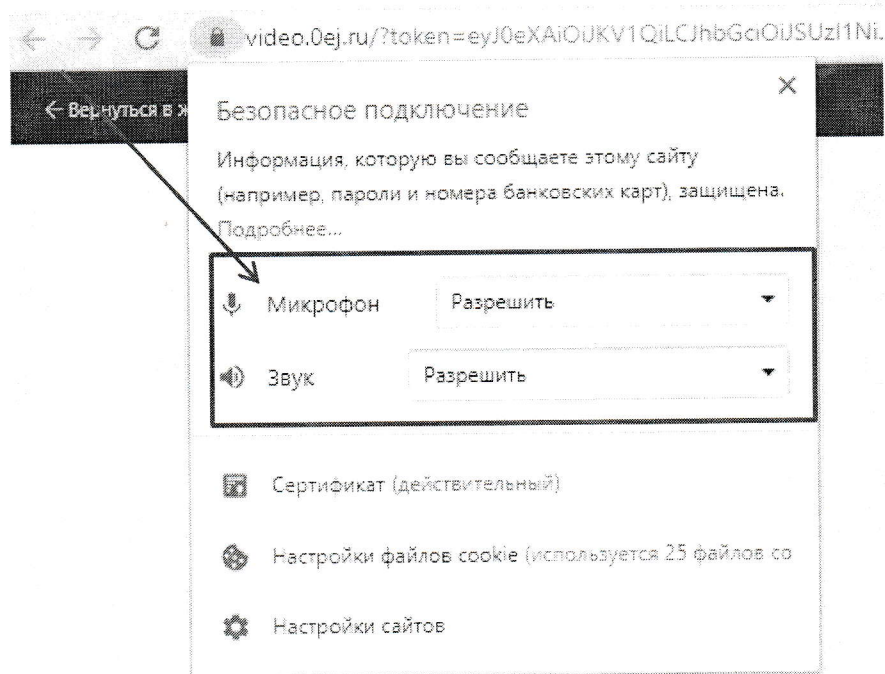 video.0ej.ru/?token=eyJ0eXAiOiJKV1QiLCJhbGciOiJSUzI1NiJ
← Вернуться в ж
Безопасное подключение
Информация, которую вы сообщаете этому сайту
(например, пароли и номера банковских карт), защищена.
Подробнее...
Микрофон Разрешить
Звук Разрешить
Сертификат (действительный)
Настройки файлов cookie (используется 25 файлов co
Настройки сайтов